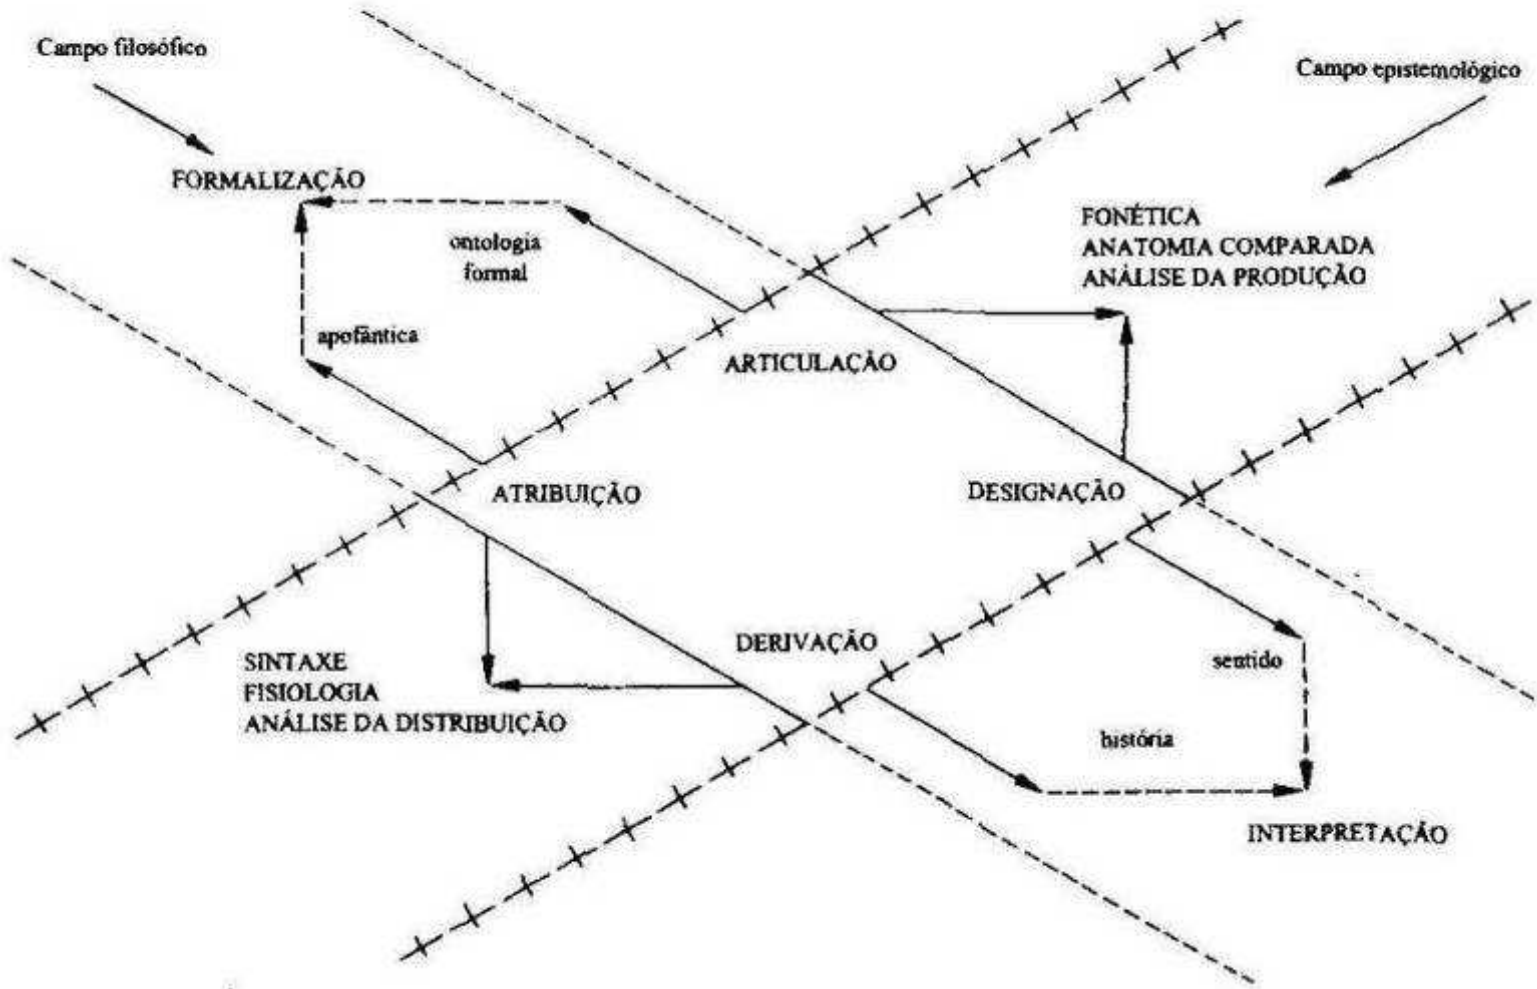 Campo filosófico
Campo epistemológico
FORMALIZAÇÃO
FONÉTICA
ANATOMIA COMPARADA
ANÁLISE DA PRODUÇÃO
ontologia
formal
apofântica
ARTICULAÇÃO
ATRIBUIÇÃO
DESIGNAÇÃO
DERIVAÇÃO
SINTAXE
FISIOLOGIA
ANÁLISE DA DISTRIBUIÇÃO
sentido
história
INTERPRETAÇÃO